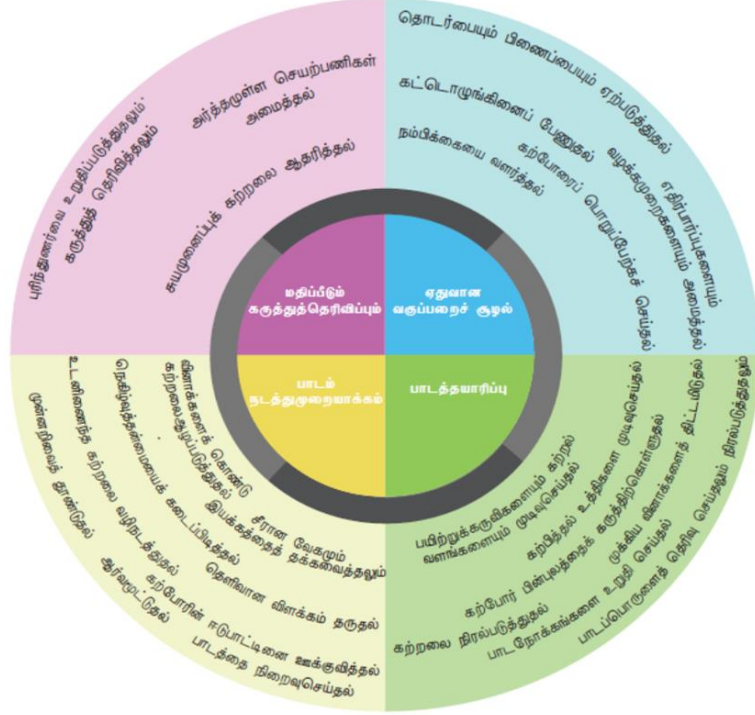 அர்த்தமுள்ள செயற்பணிகள்
அமைத்தல்
புரிந்துணர்வை உறுதிப்படுத்துதலும்
கருத்துத் தெரிவித்தலும்
சுயமுனைப்புக் கற்றலை ஆதரித்தல்
தொடர்பையும் பிணைப்பையும் ஏற்படுத்துதல்
கட்டொழுங்கினைப் பேணுதல்
நம்பிக்கையை வளர்த்தல்
எதிர்பார்ப்புகளையும்
வழக்கமுறைகளையும் அமைத்தல்
கற்போரைப் பொறுப்பேற்கச் செய்தல்
மதிப்பீடும்
கருத்துத்தெரிவிப்பும்
ஏதுவான
வகுப்பறைச் சூழல்
பாடம்
நடத்துமுறையாக்கம்
பாடத்தயாரிப்பு
வினாக்களைக் கொண்டு
கற்றலைஆழப்படுத்துதல்
சீரான வேகமும்
இயக்கத்தைத் தக்கவைத்தலும்
நெகிழ்வுத்தன்மையைக் கடைப்பிடித்தல்
தெளிவான விளக்கம் தருதல்
உடனிணைந்த கற்றலை வழிநடத்துதல்
கற்போரின் ஈடுபாட்டினை ஊக்குவித்தல்
முன்னறிவைத் தூண்டுதல்
ஆர்வமூட்டுதல்
பாடத்தை நிறைவுசெய்தல்
பயிற்றுக்கருவிகளையும் கற்றல்
வளங்களையும் முடிவுசெய்தல்
கற்பித்தல் உத்திகளை முடிவுசெய்தல்
கற்போர் பின்புலத்தைக் கருத்திற்கொள்ளுதல்
முக்கிய வினாக்களைத் திட்டமிடுதல்
கற்றலை நிரல்படுத்துதல்
பாடநோக்கங்களை உறுதி செய்தல்
பாடப்பொருளைத் தெரிவு செய்தலும் நிரல்படுத்துதலும்